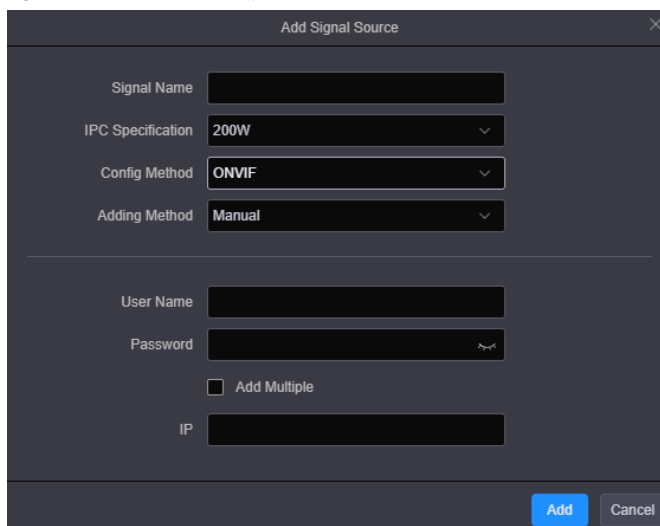 Add Signal Source
Signal Name
IPC Specification 200W
Config Method ONVIF
Adding Method Manual
User Name
Password
Add Multiple
IP
Add Cancel